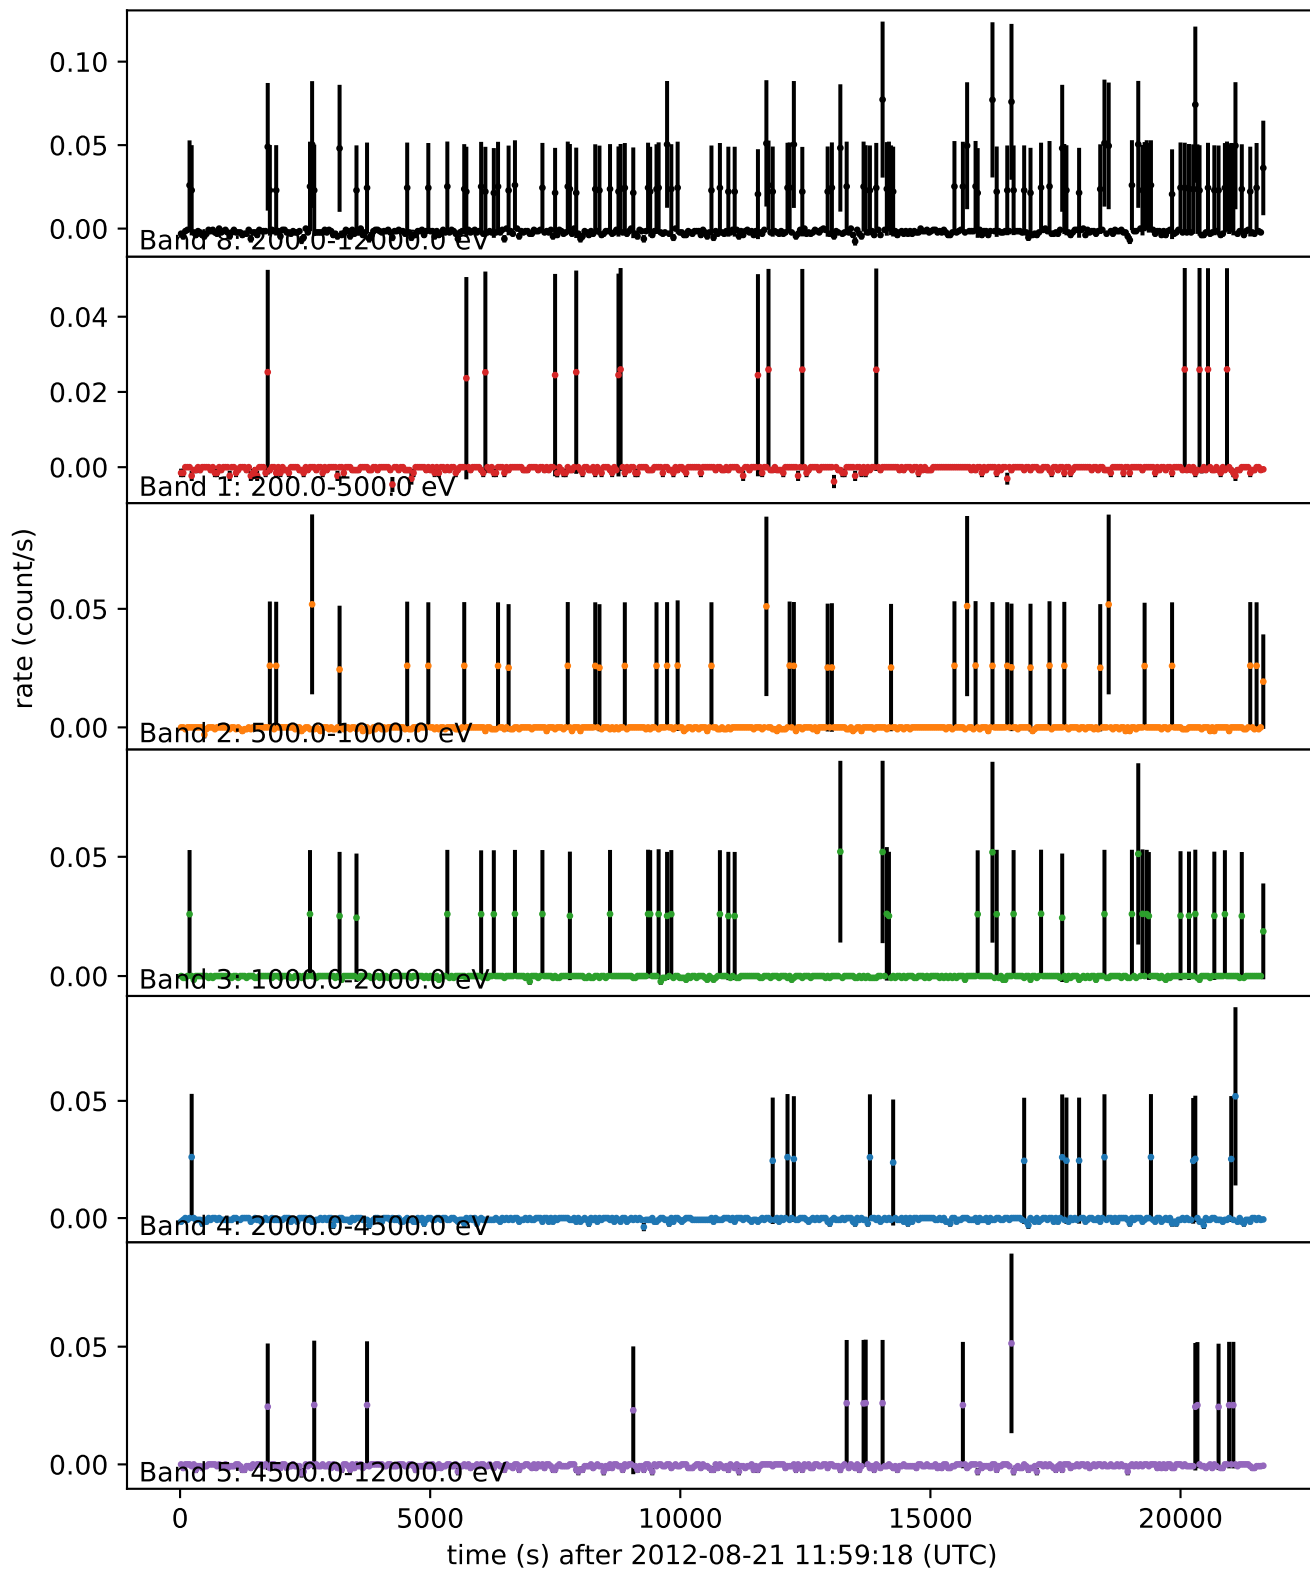 0.10
0.05
0.00
Band 8: 200.0-12000.0 eV
0.04
0.02
0.00
Band 1: 200.0-500.0 eV
rate (count/s)
0.05
0.00
Band 2: 500.0-1000.0 eV
0.05
0.00
Band 3: 1000.0-2000.0 eV
0.05
0.00
Band 4: 2000.0-4500.0 eV
0.05
0.00
Band 5: 4500.0-12000.0 eV
0 5000 10000 15000 20000
time (s) after 2012-08-21 11:59:18 (UTC)